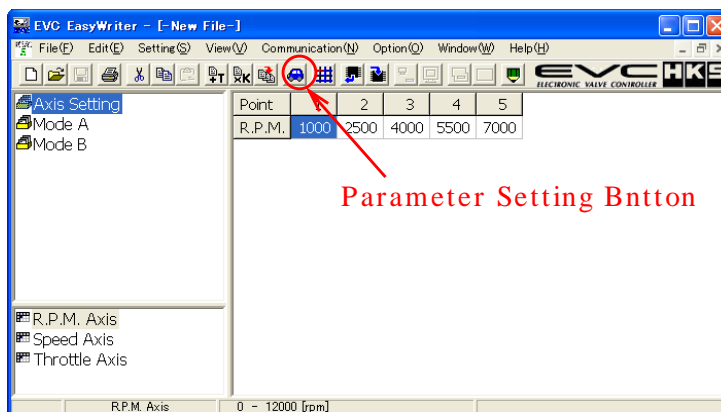 EVC EasyWriter - [-New File-]
File(F) Edit(E) Setting(S) View(V) Communication(N) Option(O) Window(W) Help(H)
EVC HKS
ELECTRONIC VALVE CONTROLLER
Axis Setting
Mode A
Mode B
Point 1 2 3 4 5
R.P.M. 1000 2500 4000 5500 7000
Parameter Setting Bntton
R.P.M. Axis
Speed Axis
Throttle Axis
R.P.M. Axis 0 - 12000 [rpm]